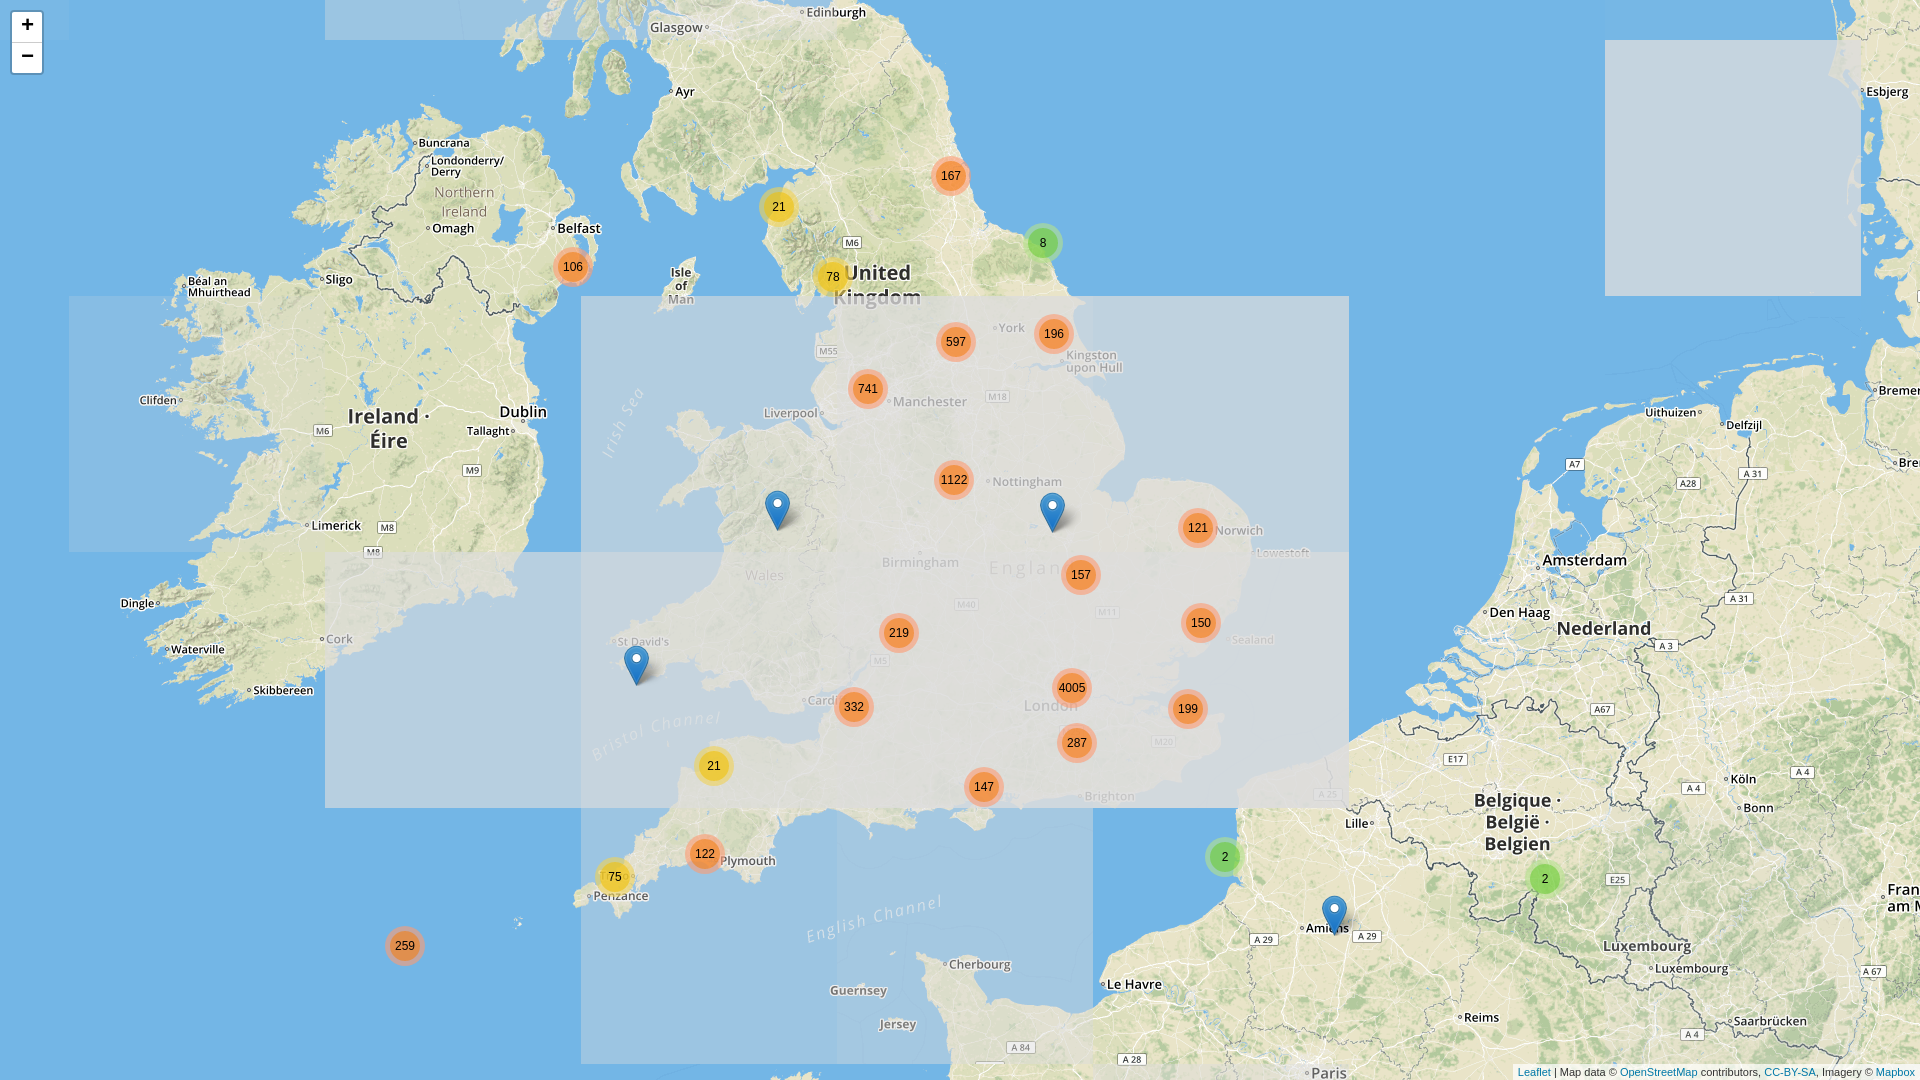 +
−
Edinburgh
Glasgow
Ayr
Esbjerg
Buncrana
Londonderry/
Derry
167
Northern
Ireland
21
Omagh
Belfast
M6
8
106
Isle
of
Man
78
United
Kingdom
Sligo
Béal an
Mhuirthead
York
196
597
M55
Kingston
upon Hull
741
Manchester
M18
Liverpool
Clifden
Irish Sea
Ireland ·
Éire
Dublin
Tallaght
M6
M9
Uithuizen
Delfzijl
Bremer
A7
A 31
A28
Bre
1122
Nottingham
Limerick
M8
M8
121
Norwich
Lowestoft
Birmingham
Wales
Englan
157
Amsterdam
A 31
Dingle
M40
M11
Den Haag
Nederland
219
150
Sealand
Cork
St David's
Waterville
M5
A 3
Skibbereen
4005
London
Cardi
332
199
A67
Bristol Channel
287
M20
E17
21
147
Brighton
A 25
Köln
A 4
A 4
Bonn
Belgique ·
België ·
Belgien
Lille
122
Plymouth
75
Penzance
2
2
E25
Fran
am M
English Channel
Amiens
A 29
A 29
259
Luxembourg
Luxembourg
A 67
Cherbourg
Le Havre
Guernsey
Jersey
Reims
Saarbrücken
A 4
A 84
A 28
Paris
Leaflet | Map data © OpenStreetMap contributors, CC-BY-SA, Imagery © Mapbox